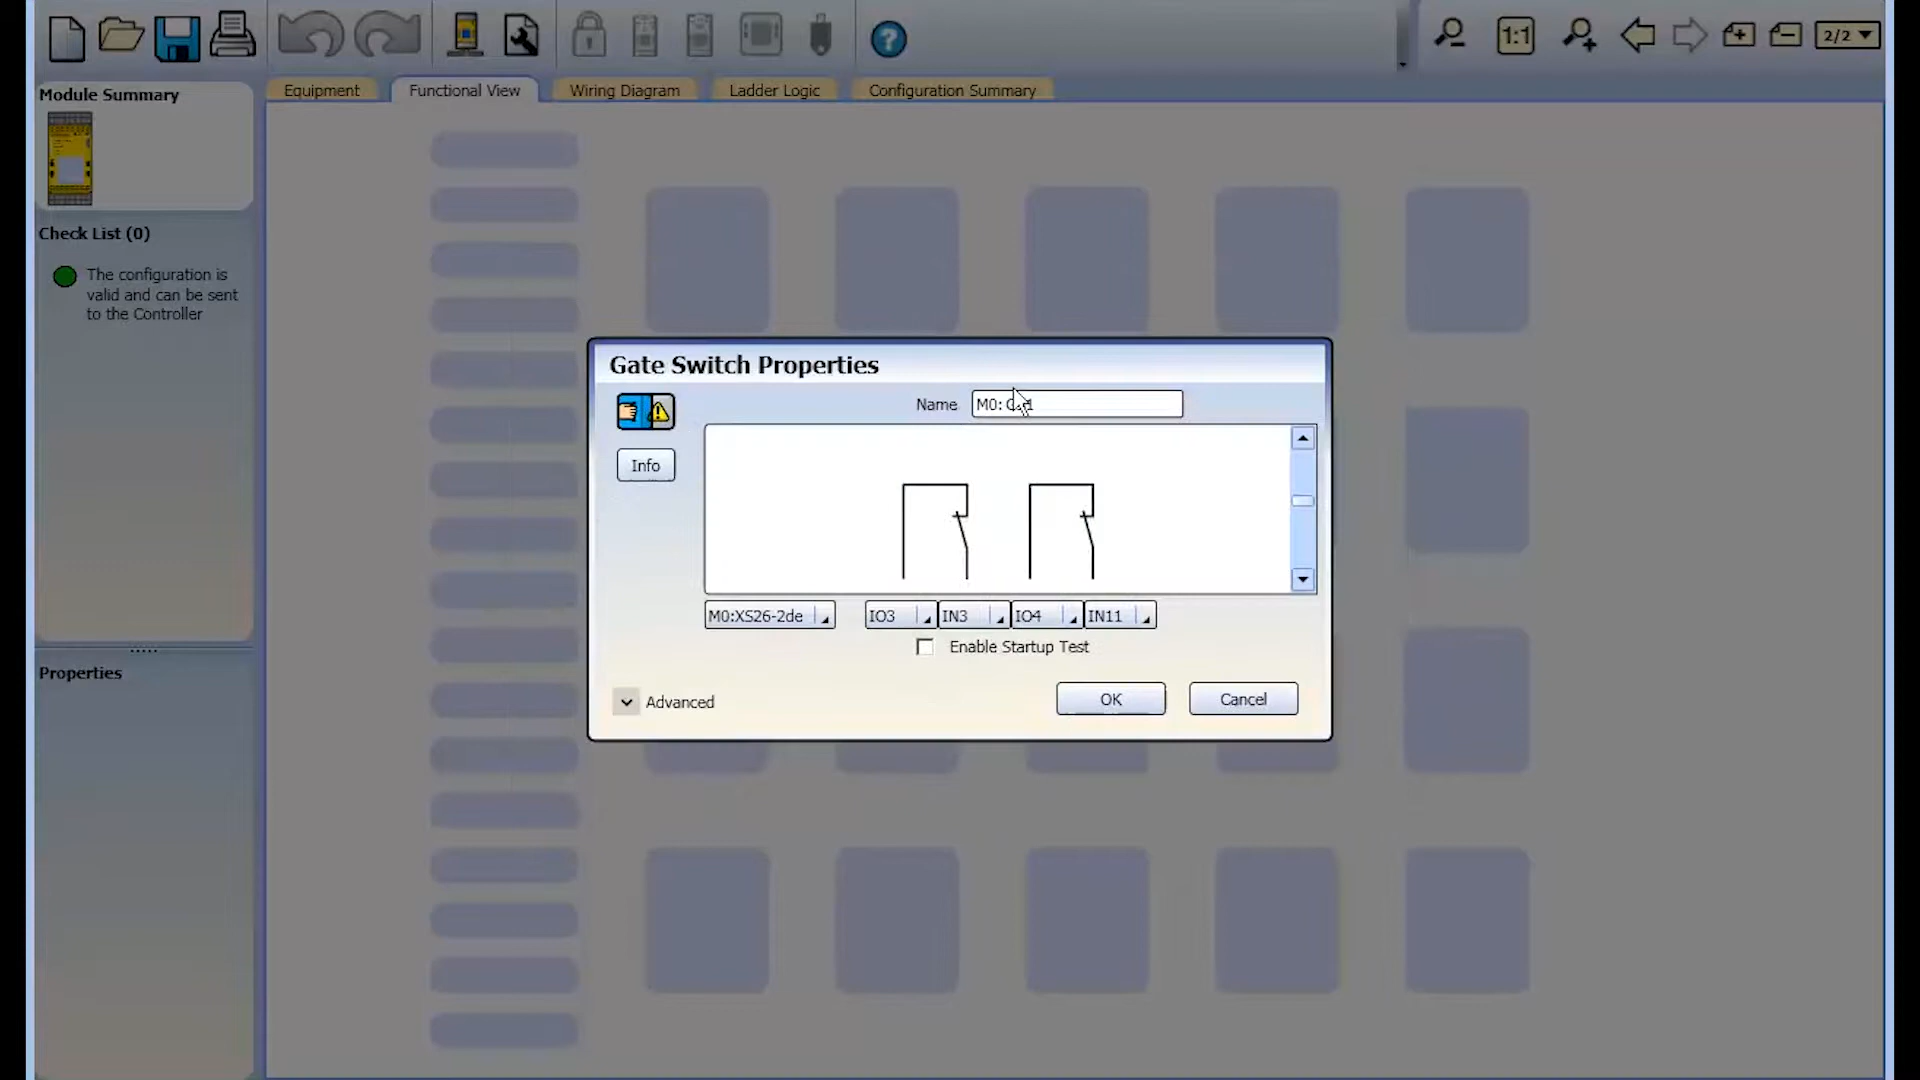 1:1
2/2
Module Summary
Equipment
Functional View
Wiring Diagram
Ladder Logic
Configuration Summary
Check List (0)
The configuration is
valid and can be sent
to the Controller
Properties
Gate Switch Properties
Name
M0:
Info
M0:XS26-2de
IO3
IN3
IO4
IN11
Enable Startup Test
Advanced
OK
Cancel